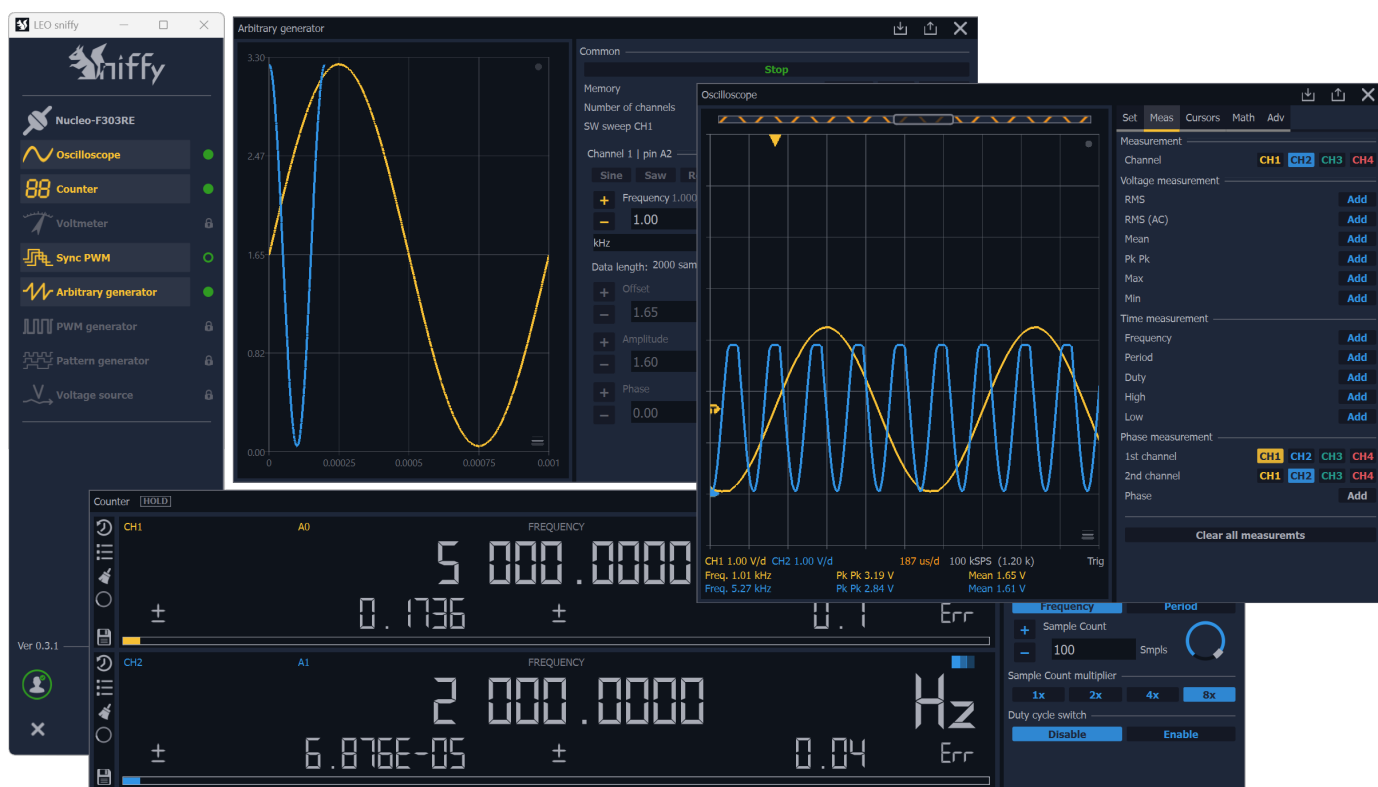 LEO sniffy
Sniffy
Nucleo-F303RE
Oscilloscope
Counter
Voltmeter
Sync PWM
Arbitrary generator
PWM generator
Pattern generator
Voltage source
Ver 0.3.1
Arbitrary generator
3.30
2.47
1.65
0.82
0.00
0 0.00025 0.0005 0.00075 0.001
Common
Stop
Memory
Number of channels
SW sweep CH1
Channel 1 | pin A2
Sine Saw
Frequency 1.000
1.00
kHz
Data length: 2000 sam
Offset
1.65
Amplitude
1.60
Phase
0.00
Oscilloscope
CH1 1.00 V/d CH2 1.00 V/d 187 us/d 100 kSPS (1.20 k) Trig
Freq. 1.01 kHz Pk Pk 3.19 V Mean 1.65 V
Freq. 5.27 kHz Pk Pk 2.84 V Mean 1.61 V
Set Meas Cursors Math Adv
Measurement
Channel CH1 CH2 CH3 CH4
Voltage measurement
RMS Add
RMS (AC) Add
Mean Add
Pk Pk Add
Max Add
Min Add
Time measurement
Frequency Add
Period Add
Duty Add
High Add
Low Add
Phase measurement
1st channel CH1 CH2 CH3 CH4
2nd channel CH1 CH2 CH3 CH4
Phase Add
Clear all measuremts
Counter HOLD
CH1 A0 FREQUENCY
5 000.0000
± 0.1736 ± 0.1 Err
CH2 A1 FREQUENCY
2 000.0000 Hz
± 6.876E-05 ± 0.04 Err
Frequency Period
Sample Count
100 Smpls
Sample Count multiplier
1x 2x 4x 8x
Duty cycle switch
Disable Enable